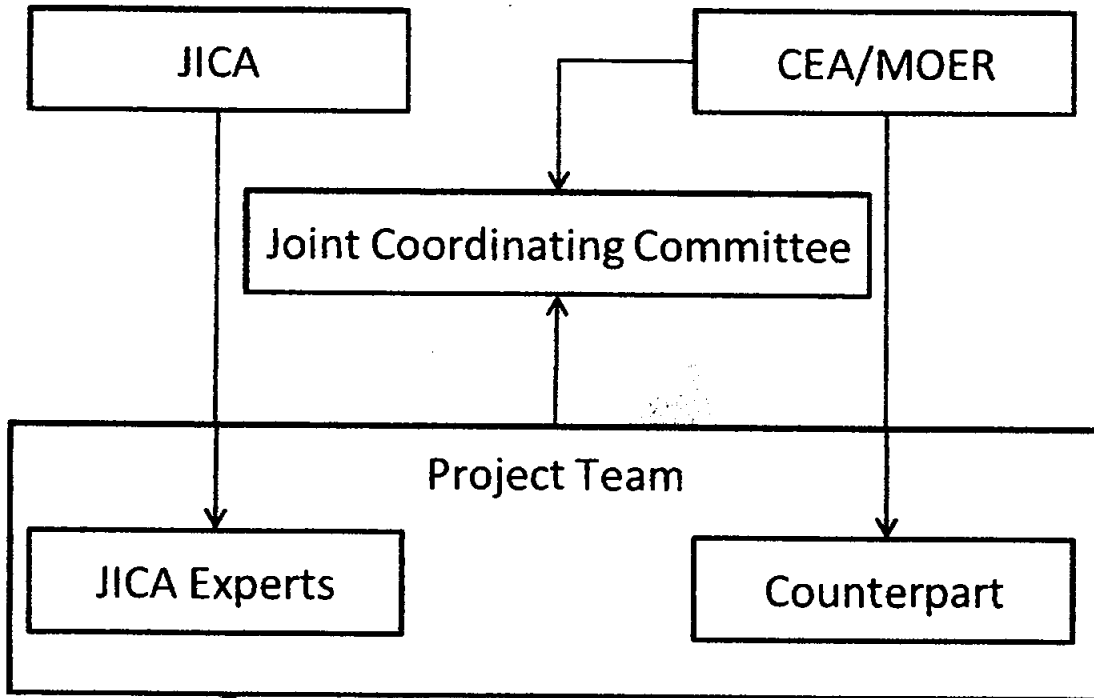 JICA
CEA/MOER
Joint Coordinating Committee
Project Team
JICA Experts
Counterpart